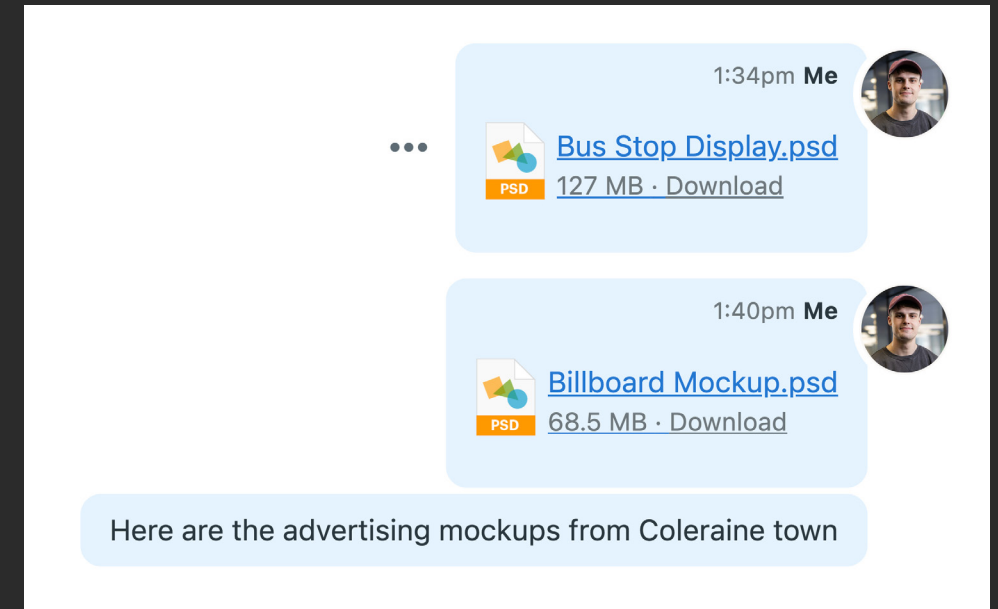 1:34pm Me
Bus Stop Display.psd
PSD
127 MB · Download
1:40pm Me
Billboard Mockup.psd
PSD
68.5 MB · Download
Here are the advertising mockups from Coleraine town